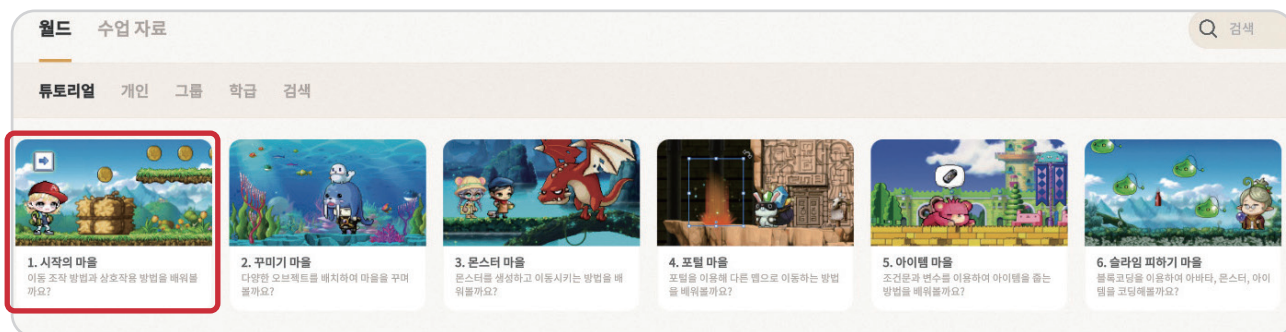 월드 수업 자료 검색
튜토리얼 개인 그룹 학급 검색
1. 시작의 마을
이동 조작 방법과 상호작용 방법을 배워볼
까요?
2. 꾸미기 마을
다양한 오브젝트를 배치하여 마을을 꾸며
볼까요?
3. 몬스터 마을
몬스터를 생성하고 이동시키는 방법을 배
워볼까요?
4. 포털 마을
포털을 이용해 다른 맵으로 이동하는 방법
을 배워볼까요?
5. 아이템 마을
조건문과 변수를 이용하여 아이템을 줍는
방법을 배워볼까요?
6. 슬라임 피하기 마을
블록코딩을 이용하여 아바타, 몬스터, 아이
템을 코딩해볼까요?